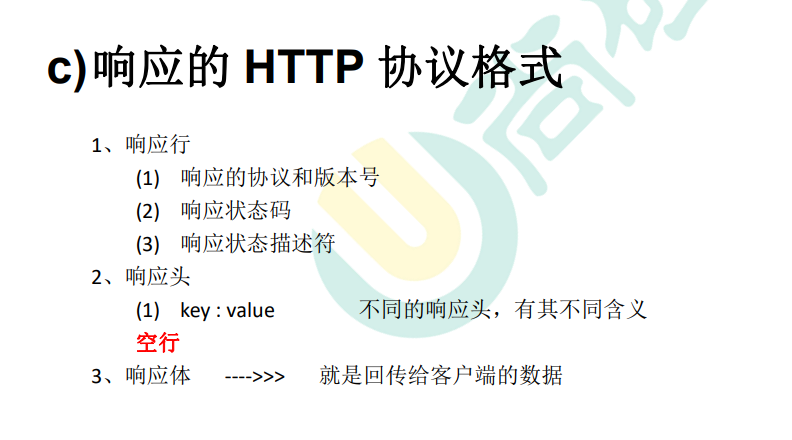 c)响应的 HTTP 协议格式
1、响应行
(1) 响应的协议和版本号
(2) 响应状态码
(3) 响应状态描述符
2、响应头
(1) key : value 不同的响应头，有其不同含义
空行
3、响应体 ---->>> 就是回传给客户端的数据